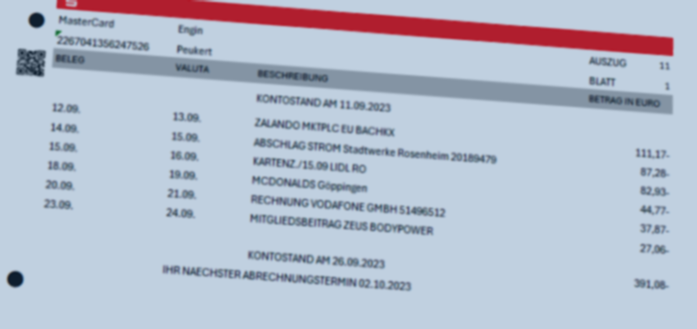 S
MasterCard Engin
2267041356247526 Peukert
AUSZUG 11
BLATT 1
BELEG VALUTA BESCHREIBUNG BETRAG IN EURO
KONTOSTAND AM 11.09.2023
12.09. 13.09. ZALANDO MKTPLC EU BACHKX 111,17-
14.09. 15.09. ABSCHLAG STROM Stadtwerke Rosenheim 20189479 87,28-
15.09. 16.09. KARTENZ./15.09 LIDL RO 82,93-
18.09. 19.09. MCDONALDS Göppingen 44,77-
20.09. 21.09. RECHNUNG VODAFONE GMBH 51496512 37,87-
23.09. 24.09. MITGLIEDSBEITRAG ZEUS BODYPOWER 27,06-
KONTOSTAND AM 26.09.2023 391,08-
IHR NAECHSTER ABRECHNUNGSTERMIN 02.10.2023